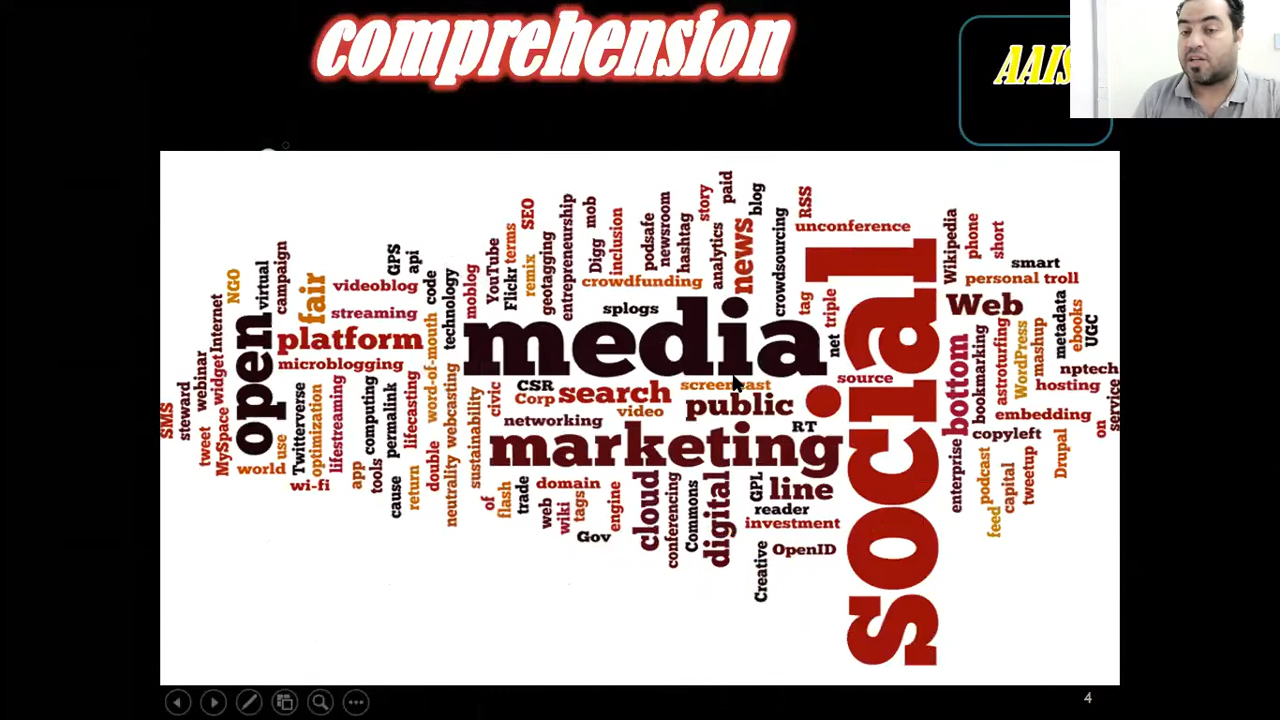 comprehension
AAIS
SMS
steward
tweet
webinar
MySpace
widget
Internet
NGO
virtual
campaign
open
world
use
fair
platform
videoblog
streaming
microblogging
GPS
api
code
Twitterverse
wi-fi
optimization
lifestreaming
app
computing
tools
permalink
cause
lifecasting
return
word-of-mouth
double
technology
neutrality
webcasting
moblog
YouTube
Flickr
terms
SEO
remix
geotagging
entrepreneurship
mob
Digg
inclusion
podsafe
newsroom
hashtag
story
analytics
paid
news
blog
crowdsourcing
RSS
unconference
crowdfunding
splogs
media
tag
triple
net
CSR
Corp
search
screencast
source
civic
sustainability
video
public
RT
networking
marketing
social
of
flash
trade
domain
web
wiki
tags
engine
Gov
cloud
conferencing
Commons
digital
GPL
line
reader
investment
OpenID
Creative
Wikipedia
phone
short
smart
personal
troll
Web
metadata
ebooks
UGC
bottom
bookmarking
astroturfing
WordPress
mashup
nptech
hosting
embedding
on
service
copyleft
Drupal
enterprise
podcast
feed
capital
tweetup
4